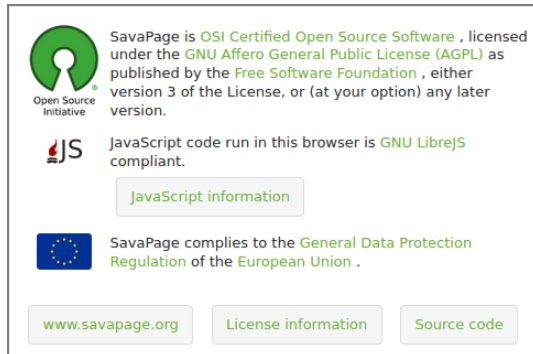 SavaPage is OSI Certified Open Source Software , licensed
under the GNU Affero General Public License (AGPL) as
published by the Free Software Foundation , either
version 3 of the License, or (at your option) any later
version.
Open Source
Initiative
JS
JavaScript code run in this browser is GNU LibreJS
compliant.
JavaScript information
SavaPage complies to the General Data Protection
Regulation of the European Union .
www.savapage.org
License information
Source code